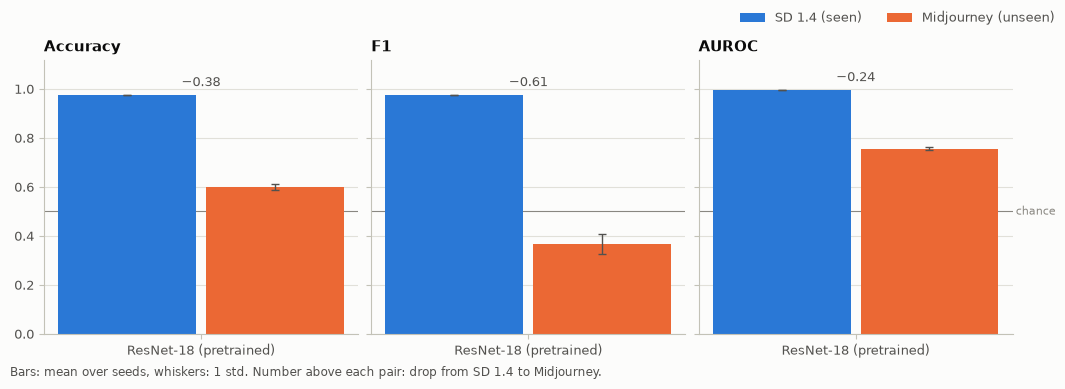 SD 1.4 (seen) Midjourney (unseen)
Accuracy F1 AUROC
−0.38 −0.61 −0.24
1.0
0.8
0.6
chance
0.4
0.2
0.0
ResNet-18 (pretrained) ResNet-18 (pretrained) ResNet-18 (pretrained)
Bars: mean over seeds, whiskers: 1 std. Number above each pair: drop from SD 1.4 to Midjourney.